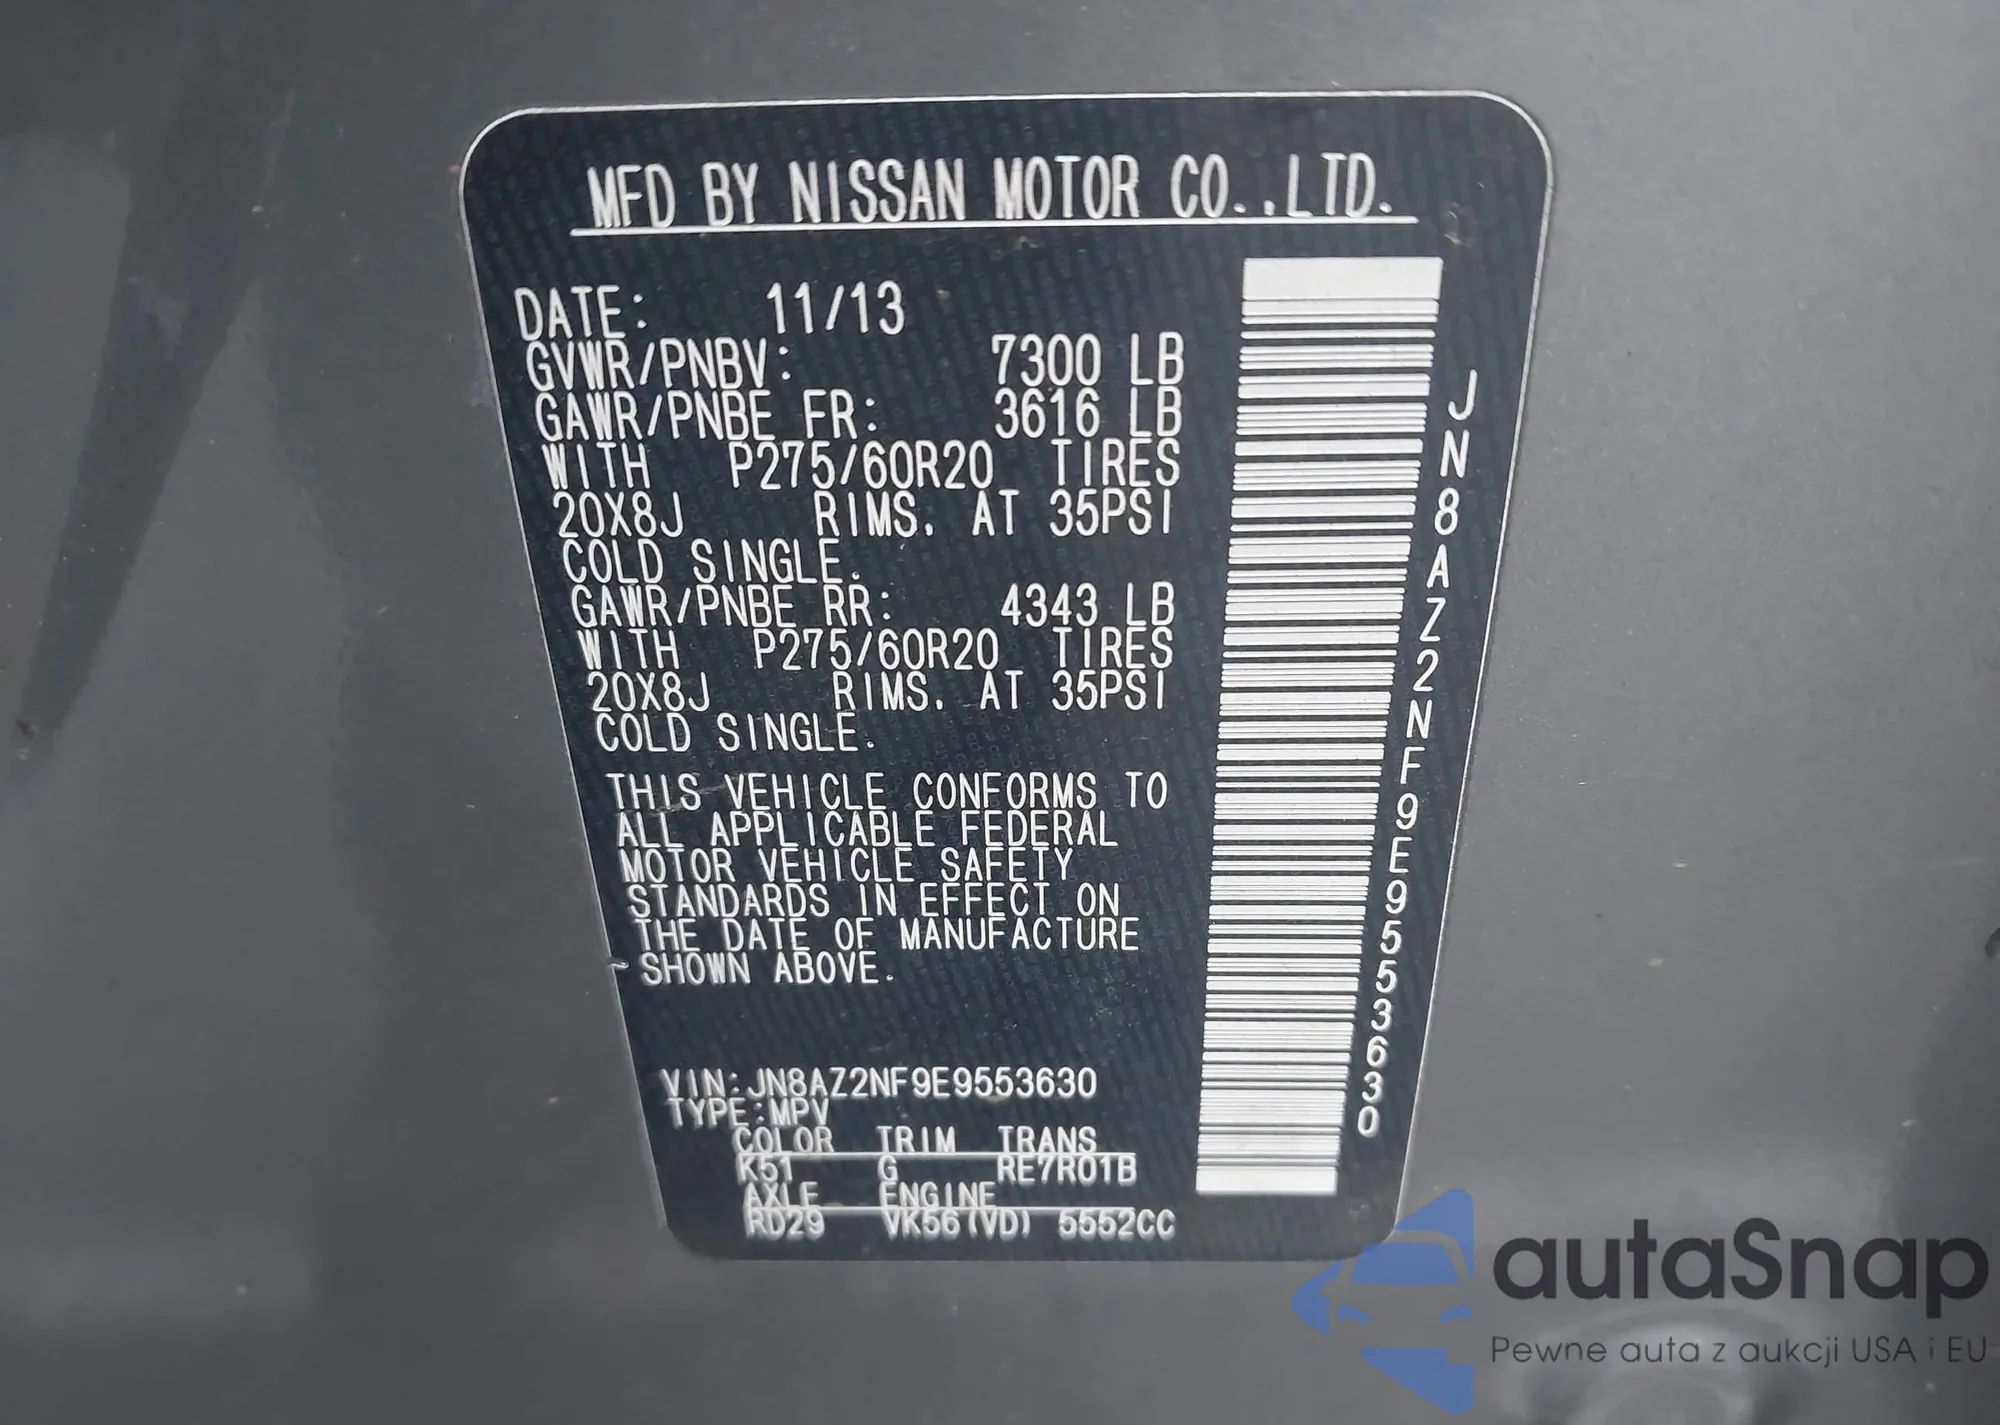 MFD BY NISSAN MOTOR CO.,LTD.
DATE: 11/13
GVWR/PNBV: 7300 LB
GAWR/PNBE FR: 3616 LB
WITH P275/60R20 TIRES
20X8J RIMS. AT 35PSI
COLD SINGLE.
GAWR/PNBE RR: 4343 LB
WITH P275/60R20 TIRES
20X8J RIMS. AT 35PSI
COLD SINGLE.
THIS VEHICLE CONFORMS TO
ALL APPLICABLE FEDERAL
MOTOR VEHICLE SAFETY
STANDARDS IN EFFECT ON
THE DATE OF MANUFACTURE
SHOWN ABOVE.
VIN:JN8AZ2NF9E9553630
TYPE:MPV
COLOR TRIM TRANS
K51 G RE7R01B
AXLE ENGINE
RD29 VK56(VD) 5552CC
JN8AZ2NF9E9553630
autaSnap
Pewne auta z aukcji USA i EU